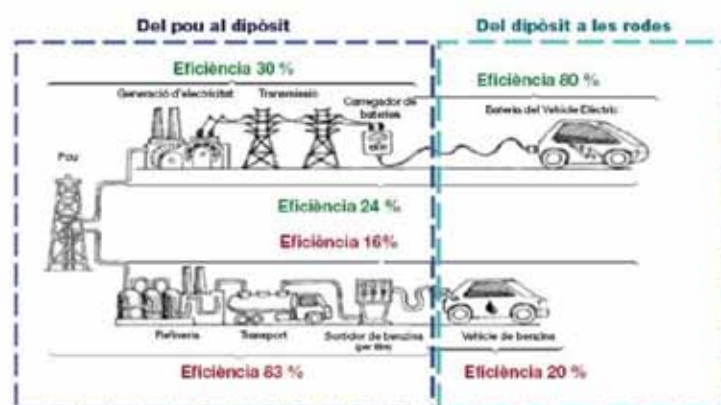 Del pou al dipòsit
Del dipòsit a les rodes
Eficiència 30 %
Eficiència 80 %
Generació d'electricitat
Transmissió
Carregador de
bateries
Bateria del Vehicle Elèctric
Pou
Eficiència 24 %
Eficiència 16%
Refineria
Transport
Sortidor de benzina
(per litre)
Vehicle de benzina
Eficiència 83 %
Eficiència 20 %